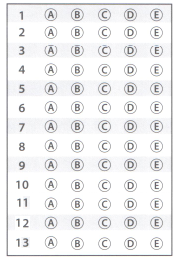 1 A B C D E
2 A B C D E
3 A B C D E
4 A B C D E
5 A B C D E
6 A B C D E
7 A B C D E
8 A B C D E
9 A B C D E
10 A B C D E
11 A B C D E
12 A B C D E
13 A B C D E